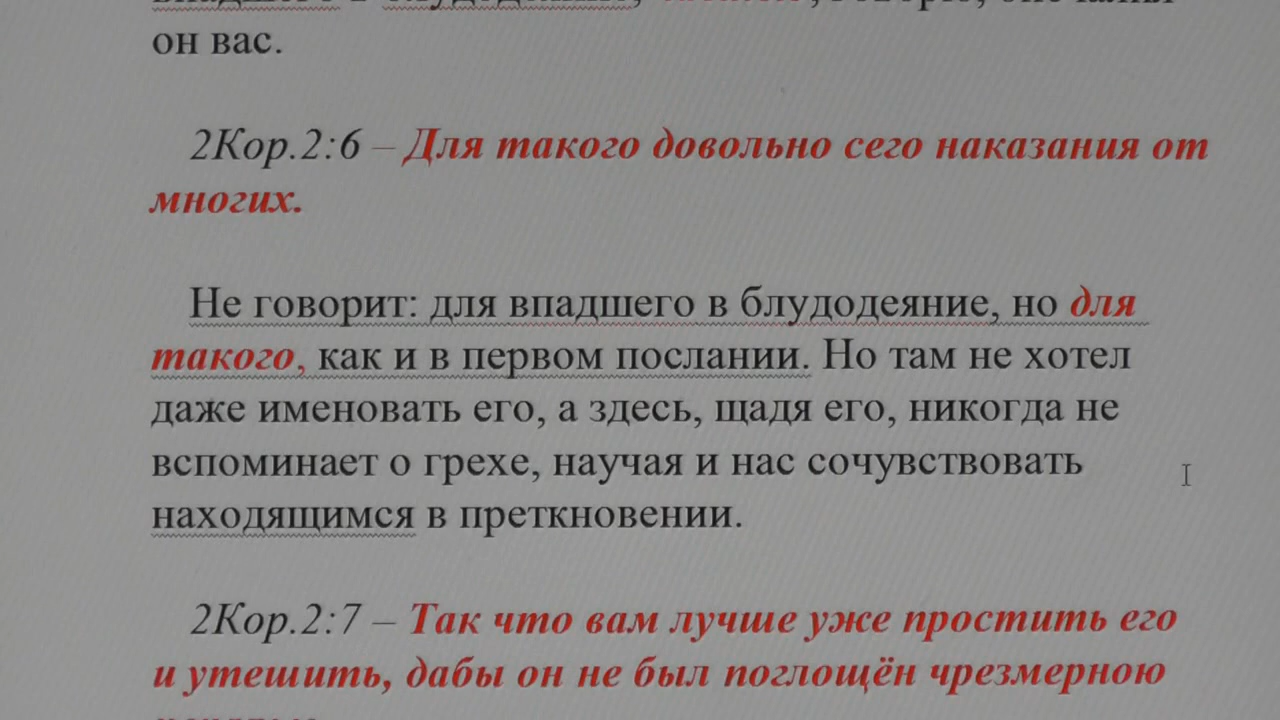 он вас.
2Кор.2:6 – Для такого довольно сего наказания от
многих.
Не говорит: для впадшего в блудодеяние, но для
такого, как и в первом послании. Но там не хотел
даже именовать его, а здесь, щадя его, никогда не
вспоминает о грехе, научая и нас сочувствовать
находящимся в преткновении.
2Кор.2:7 – Так что вам лучше уже простить его
и утешить, дабы он не был поглощён чрезмерною